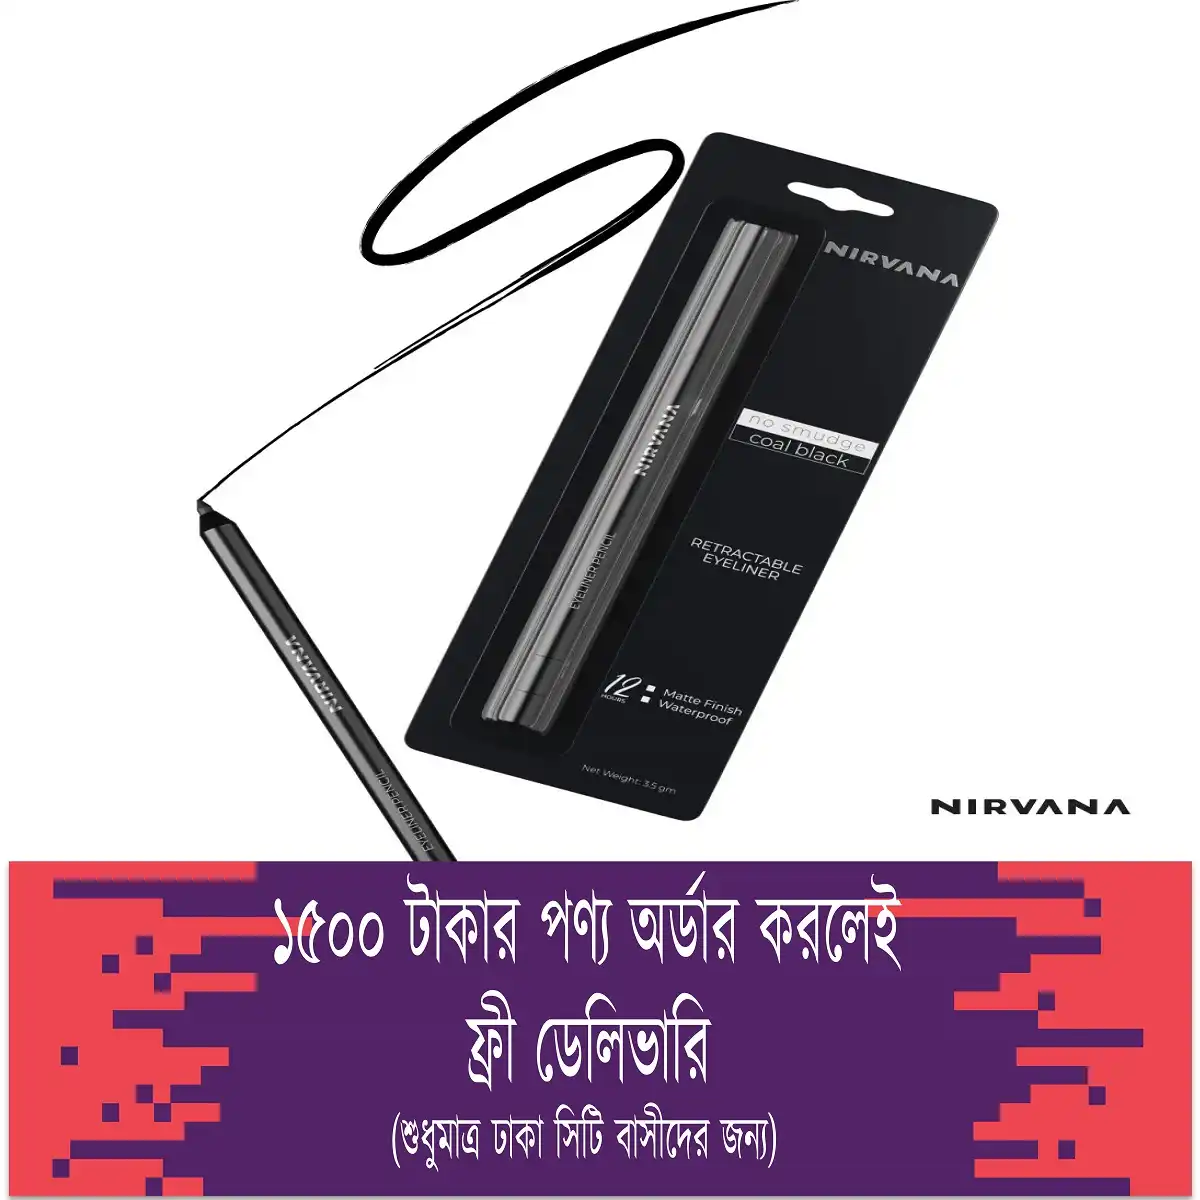 NIRVANA
no smudge
coal black
NIRVANA
EYELINER PENCIL
RETRACTABLE
EYELINER
12
HOURS
Matte Finish
Waterproof
Net Weight: 3.5 gm
NIRVANA
EYELINER PENCIL
NIRVANA
১৫০০ টাকার পণ্য অর্ডার করলেই
ফ্রী ডেলিভারি
(শুধুমাত্র ঢাকা সিটি বাসীদের জন্য)